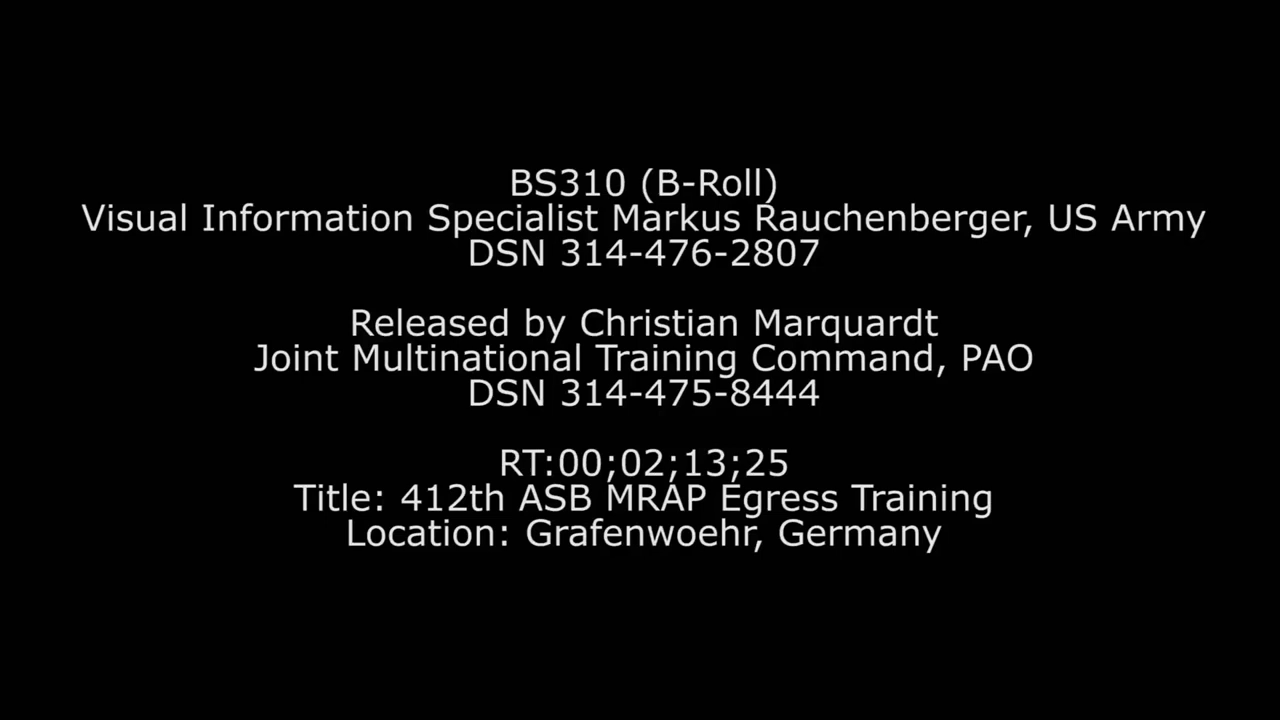 BS310 (B-Roll)
Visual Information Specialist Markus Rauchenberger, US Army
DSN 314-476-2807
Released by Christian Marquardt
Joint Multinational Training Command, PAO
DSN 314-475-8444
RT:00;02;13;25
Title: 412th ASB MRAP Egress Training
Location: Grafenwoehr, Germany